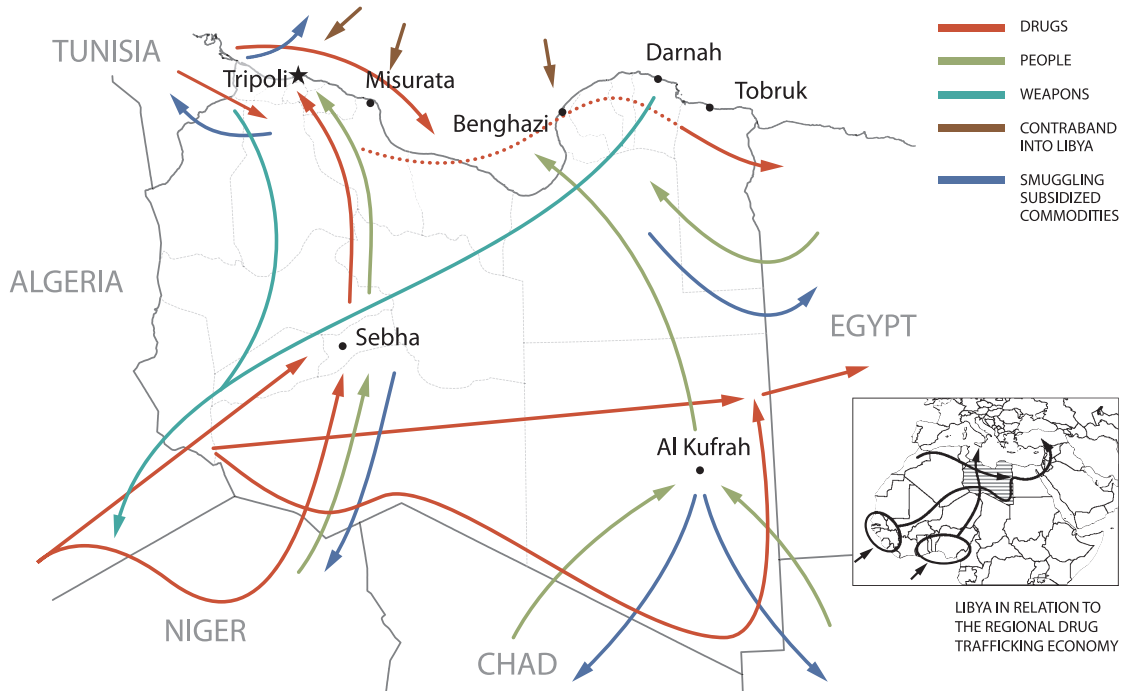 TUNISIA
Tripoli
Misurata
Benghazi
Darnah
Tobruk
ALGERIA
Sebha
EGYPT
Al Kufrah
NIGER
CHAD
DRUGS
PEOPLE
WEAPONS
CONTRABAND
INTO LIBYA
SMUGGLING
SUBSIDIZED
COMMODITIES
LIBYA IN RELATION TO
THE REGIONAL DRUG
TRAFFICKING ECONOMY